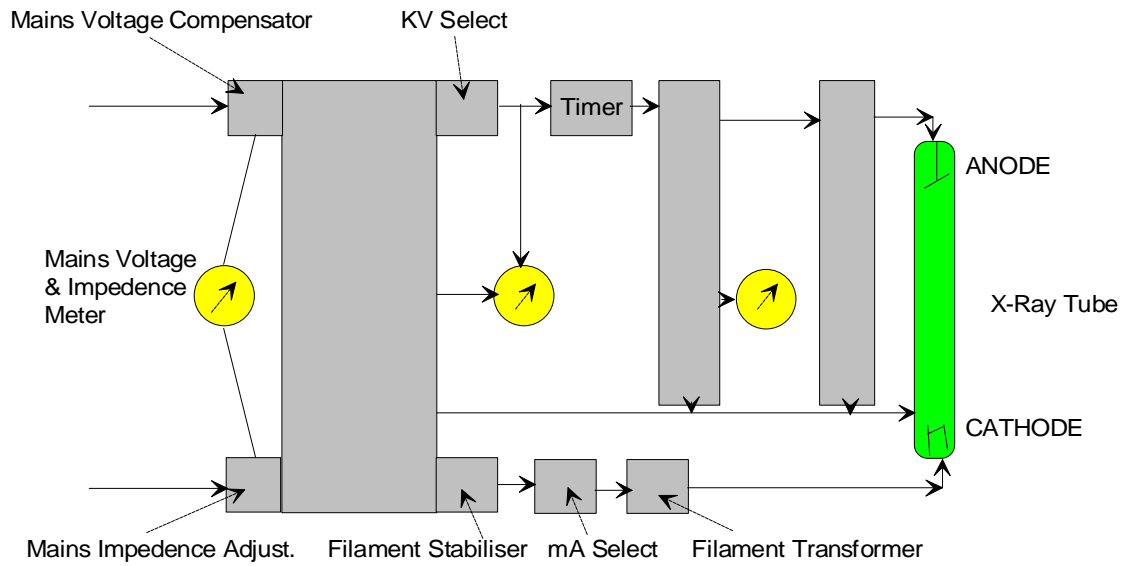 Mains Voltage Compensator
KV Select
Timer
ANODE
Mains Voltage
& Impedence
Meter
X-Ray Tube
CATHODE
Mains Impedence Adjust.
Filament Stabiliser
mA Select
Filament Transformer